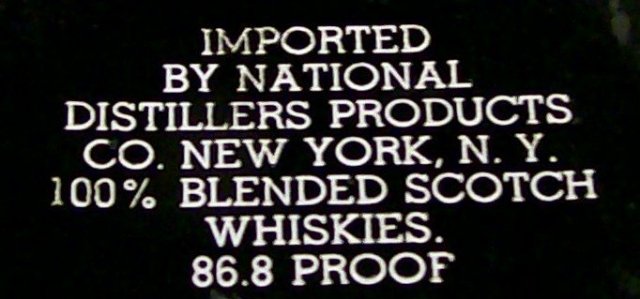 IMPORTED
BY NATIONAL
DISTILLERS PRODUCTS
CO. NEW YORK, N. Y.
100% BLENDED SCOTCH
WHISKIES.
86.8 PROOF